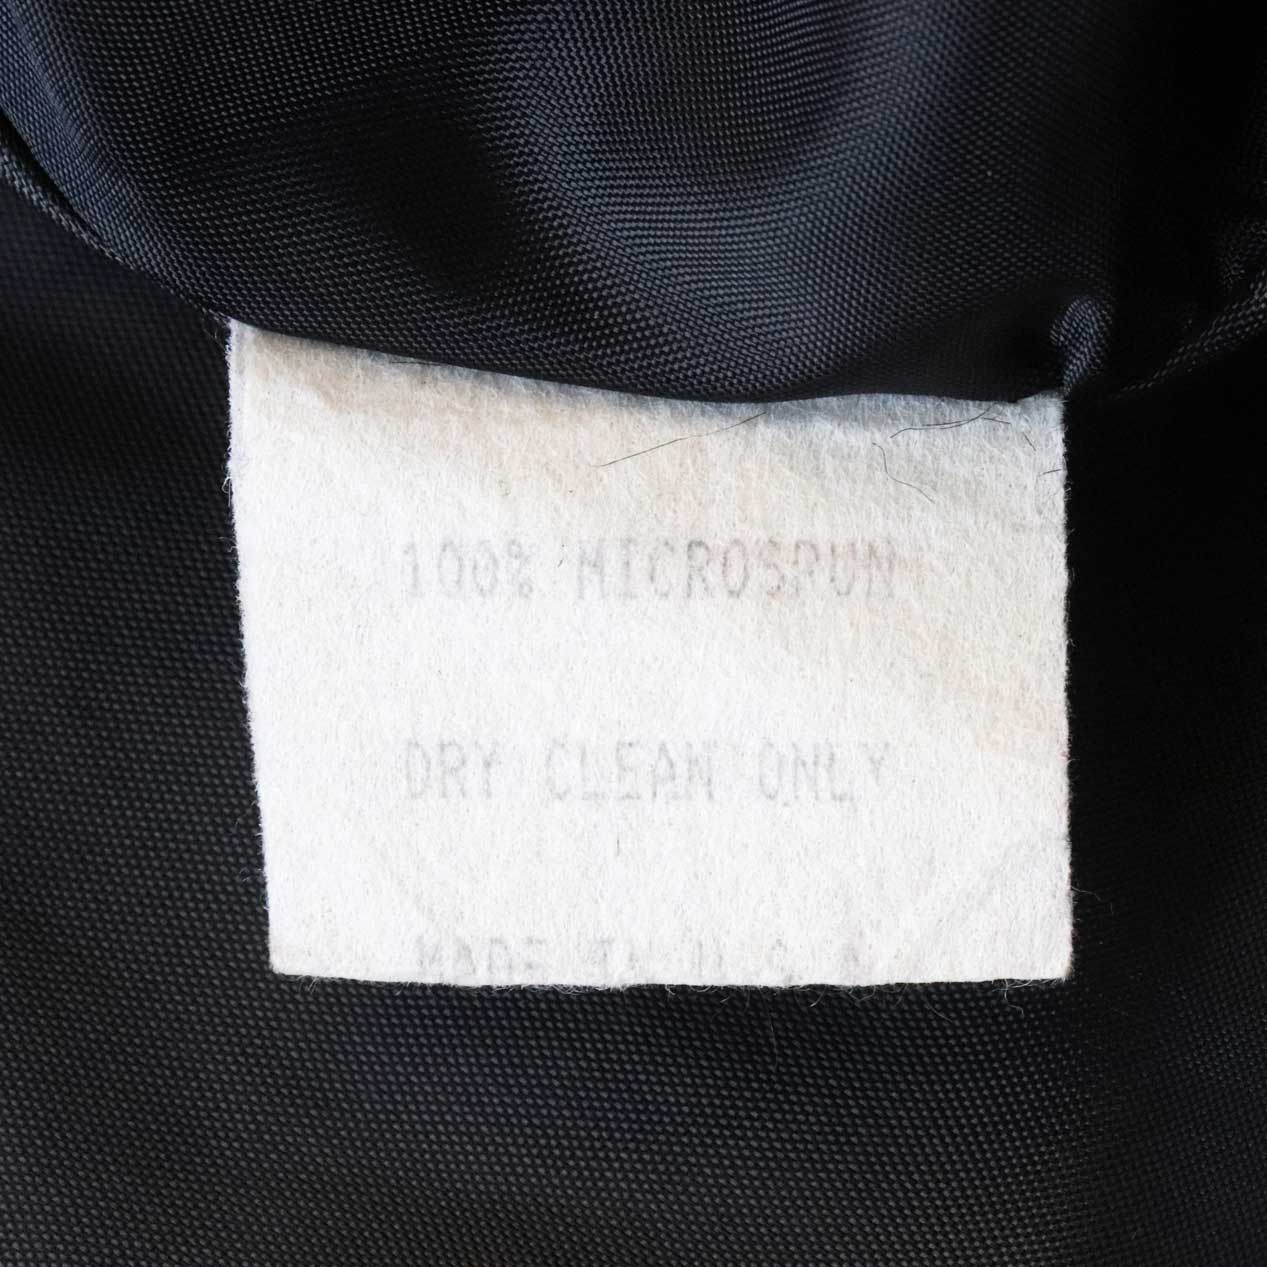 100% MICROSPUN
DRY CLEAN ONLY
MADE IN U.S.A